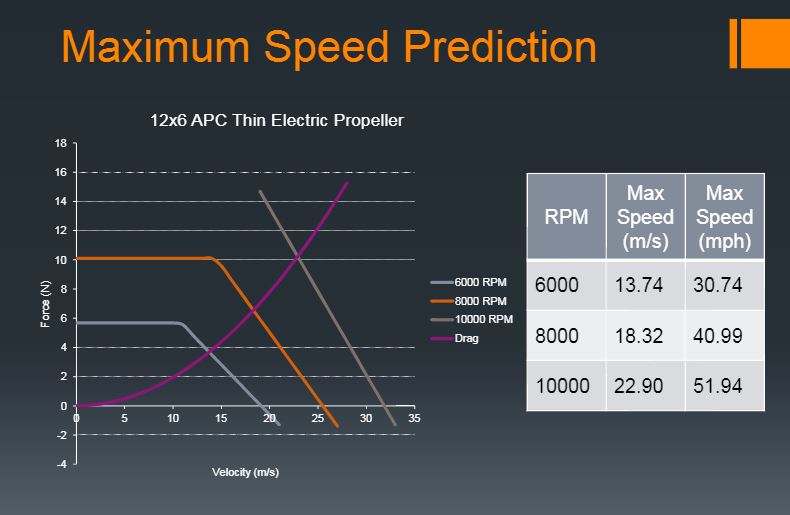 Maximum Speed Prediction
12x6 APC Thin Electric Propeller
18
16
14
12
10
8
6
4
2
0
-2
-4
0 5 10 15 20 25 30 35
Force (N)
Velocity (m/s)
6000 RPM
8000 RPM
10000 RPM
Drag
RPM Max Speed (m/s) Max Speed (mph)
6000 13.74 30.74
8000 18.32 40.99
10000 22.90 51.94